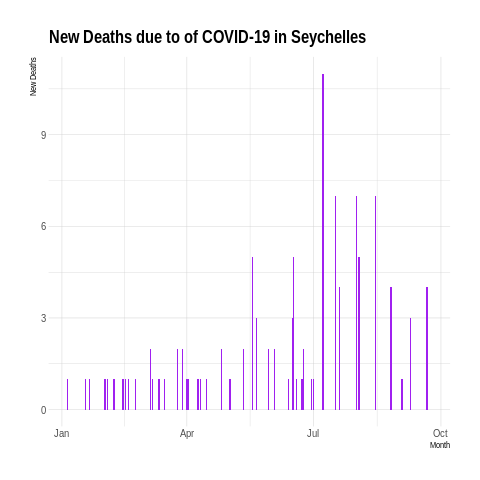 New Deaths due to of COVID-19 in Seychelles
New Deaths
9
6
3
0
Jan Apr Jul Oct
Month